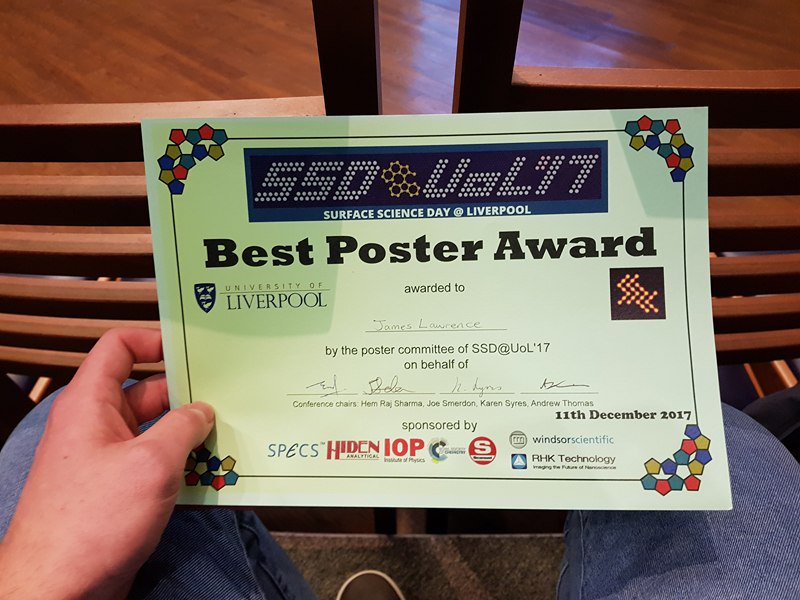 SSD UoL'17
SURFACE SCIENCE DAY @ LIVERPOOL
Best Poster Award
UNIVERSITY OF
LIVERPOOL
awarded to
James Lawrence
by the poster committee of SSD@UoL'17
on behalf of
Conference chairs: Hem Raj Sharma, Joe Smerdon, Karen Syres, Andrew Thomas
11th December 2017
sponsored by
SPECS™
HIDEN
ANALYTICAL
IOP
Institute of Physics
CHEMISTRY
S
windsorscientific
RHK Technology
Imaging the Future of Nanoscience